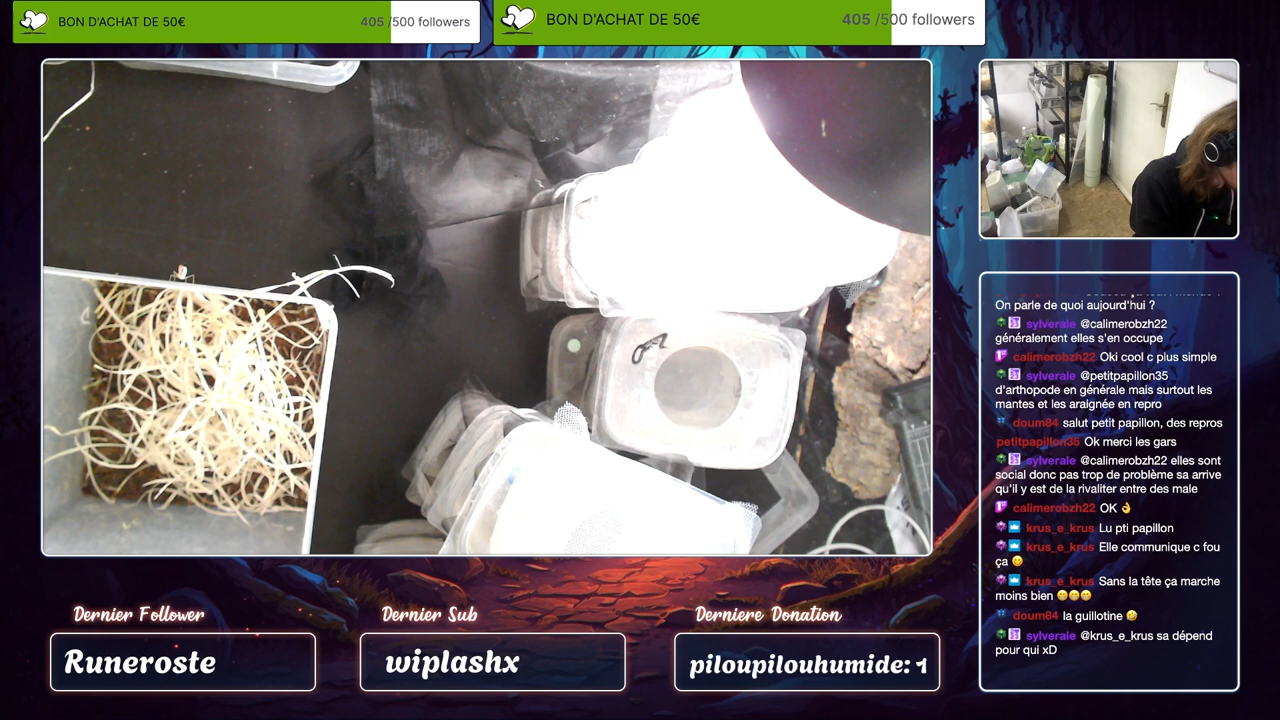 BON D'ACHAT DE 50€ 405 /500 followers
BON D'ACHAT DE 50€ 405 /500 followers
On parle de quoi aujourd'hui ?
sylverale @calimerobzh22
généralement elles s'en occupe
calimerobzh22 Oki cool c plus simple
sylverale @petitpapillon35
d'arthopode en générale mais surtout les
mantes et les araignée en repro
doum84 salut petit papillon, des repros
petitpapillon35 Ok merci les gars
sylverale @calimerobzh22 elles sont
social donc pas trop de problème sa arrive
qu'il y est de la rivaliter entre des male
calimerobzh22 OK 👌
krus_e_krus Lu pti papillon
krus_e_krus Elle communique c fou
ça 😋
krus_e_krus Sans la tête ça marche
moins bien 😋😋😋
doum84 la guillotine 🤣
sylverale @krus_e_krus sa dépend
pour qui xD
Dernier Follower
Runeroste
Dernier Sub
wiplashx
Derniere Donation
piloupilouhumide: 1